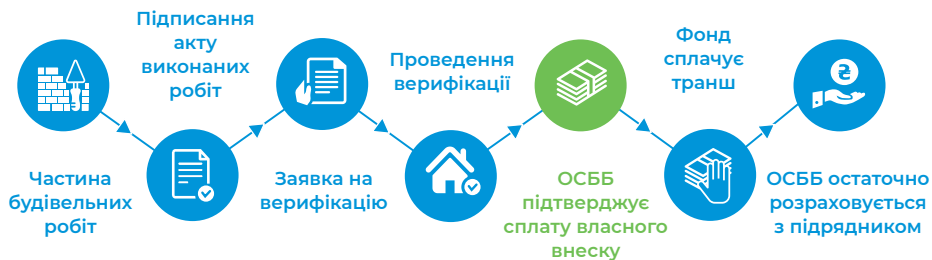 Частина
будівельних
робіт
Підписання
акту
виконаних
робіт
Заявка на
верифікацію
Проведення
верифікації
ОСББ
підтверджує
сплату власного
внеску
Фонд
сплачує
транш
ОСББ остаточно
розраховується
з підрядником
₴